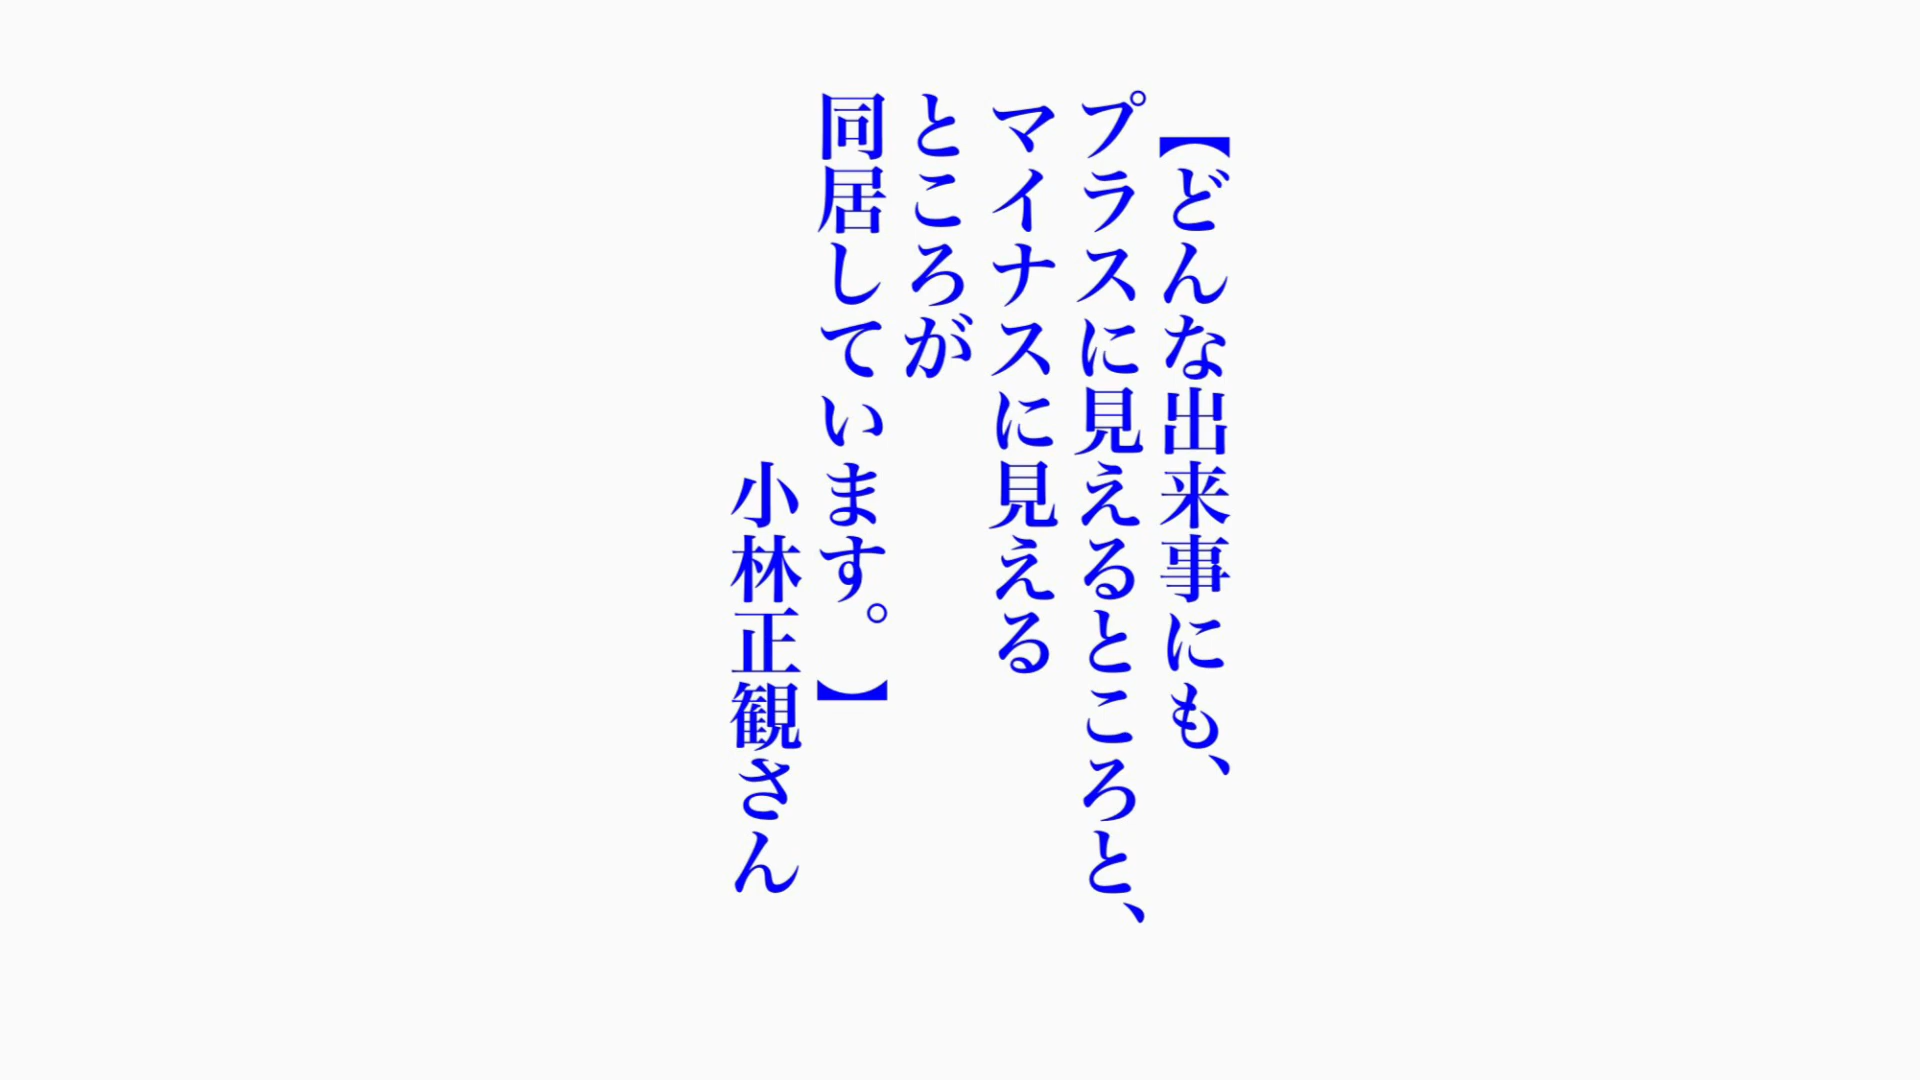 【どんな出来事にも、
プラスに見えるところと、
マイナスに見える
ところが
同居しています。】
小林正観さん